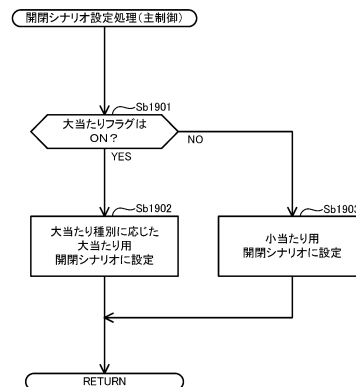 開閉シナリオ設定処理(主制御)
Sb1901
大当たりフラグは
ON?
YES
NO
Sb1902
大当たり種別に応じた
大当たり用
開閉シナリオに設定
Sb1903
小当たり用
開閉シナリオに設定
RETURN